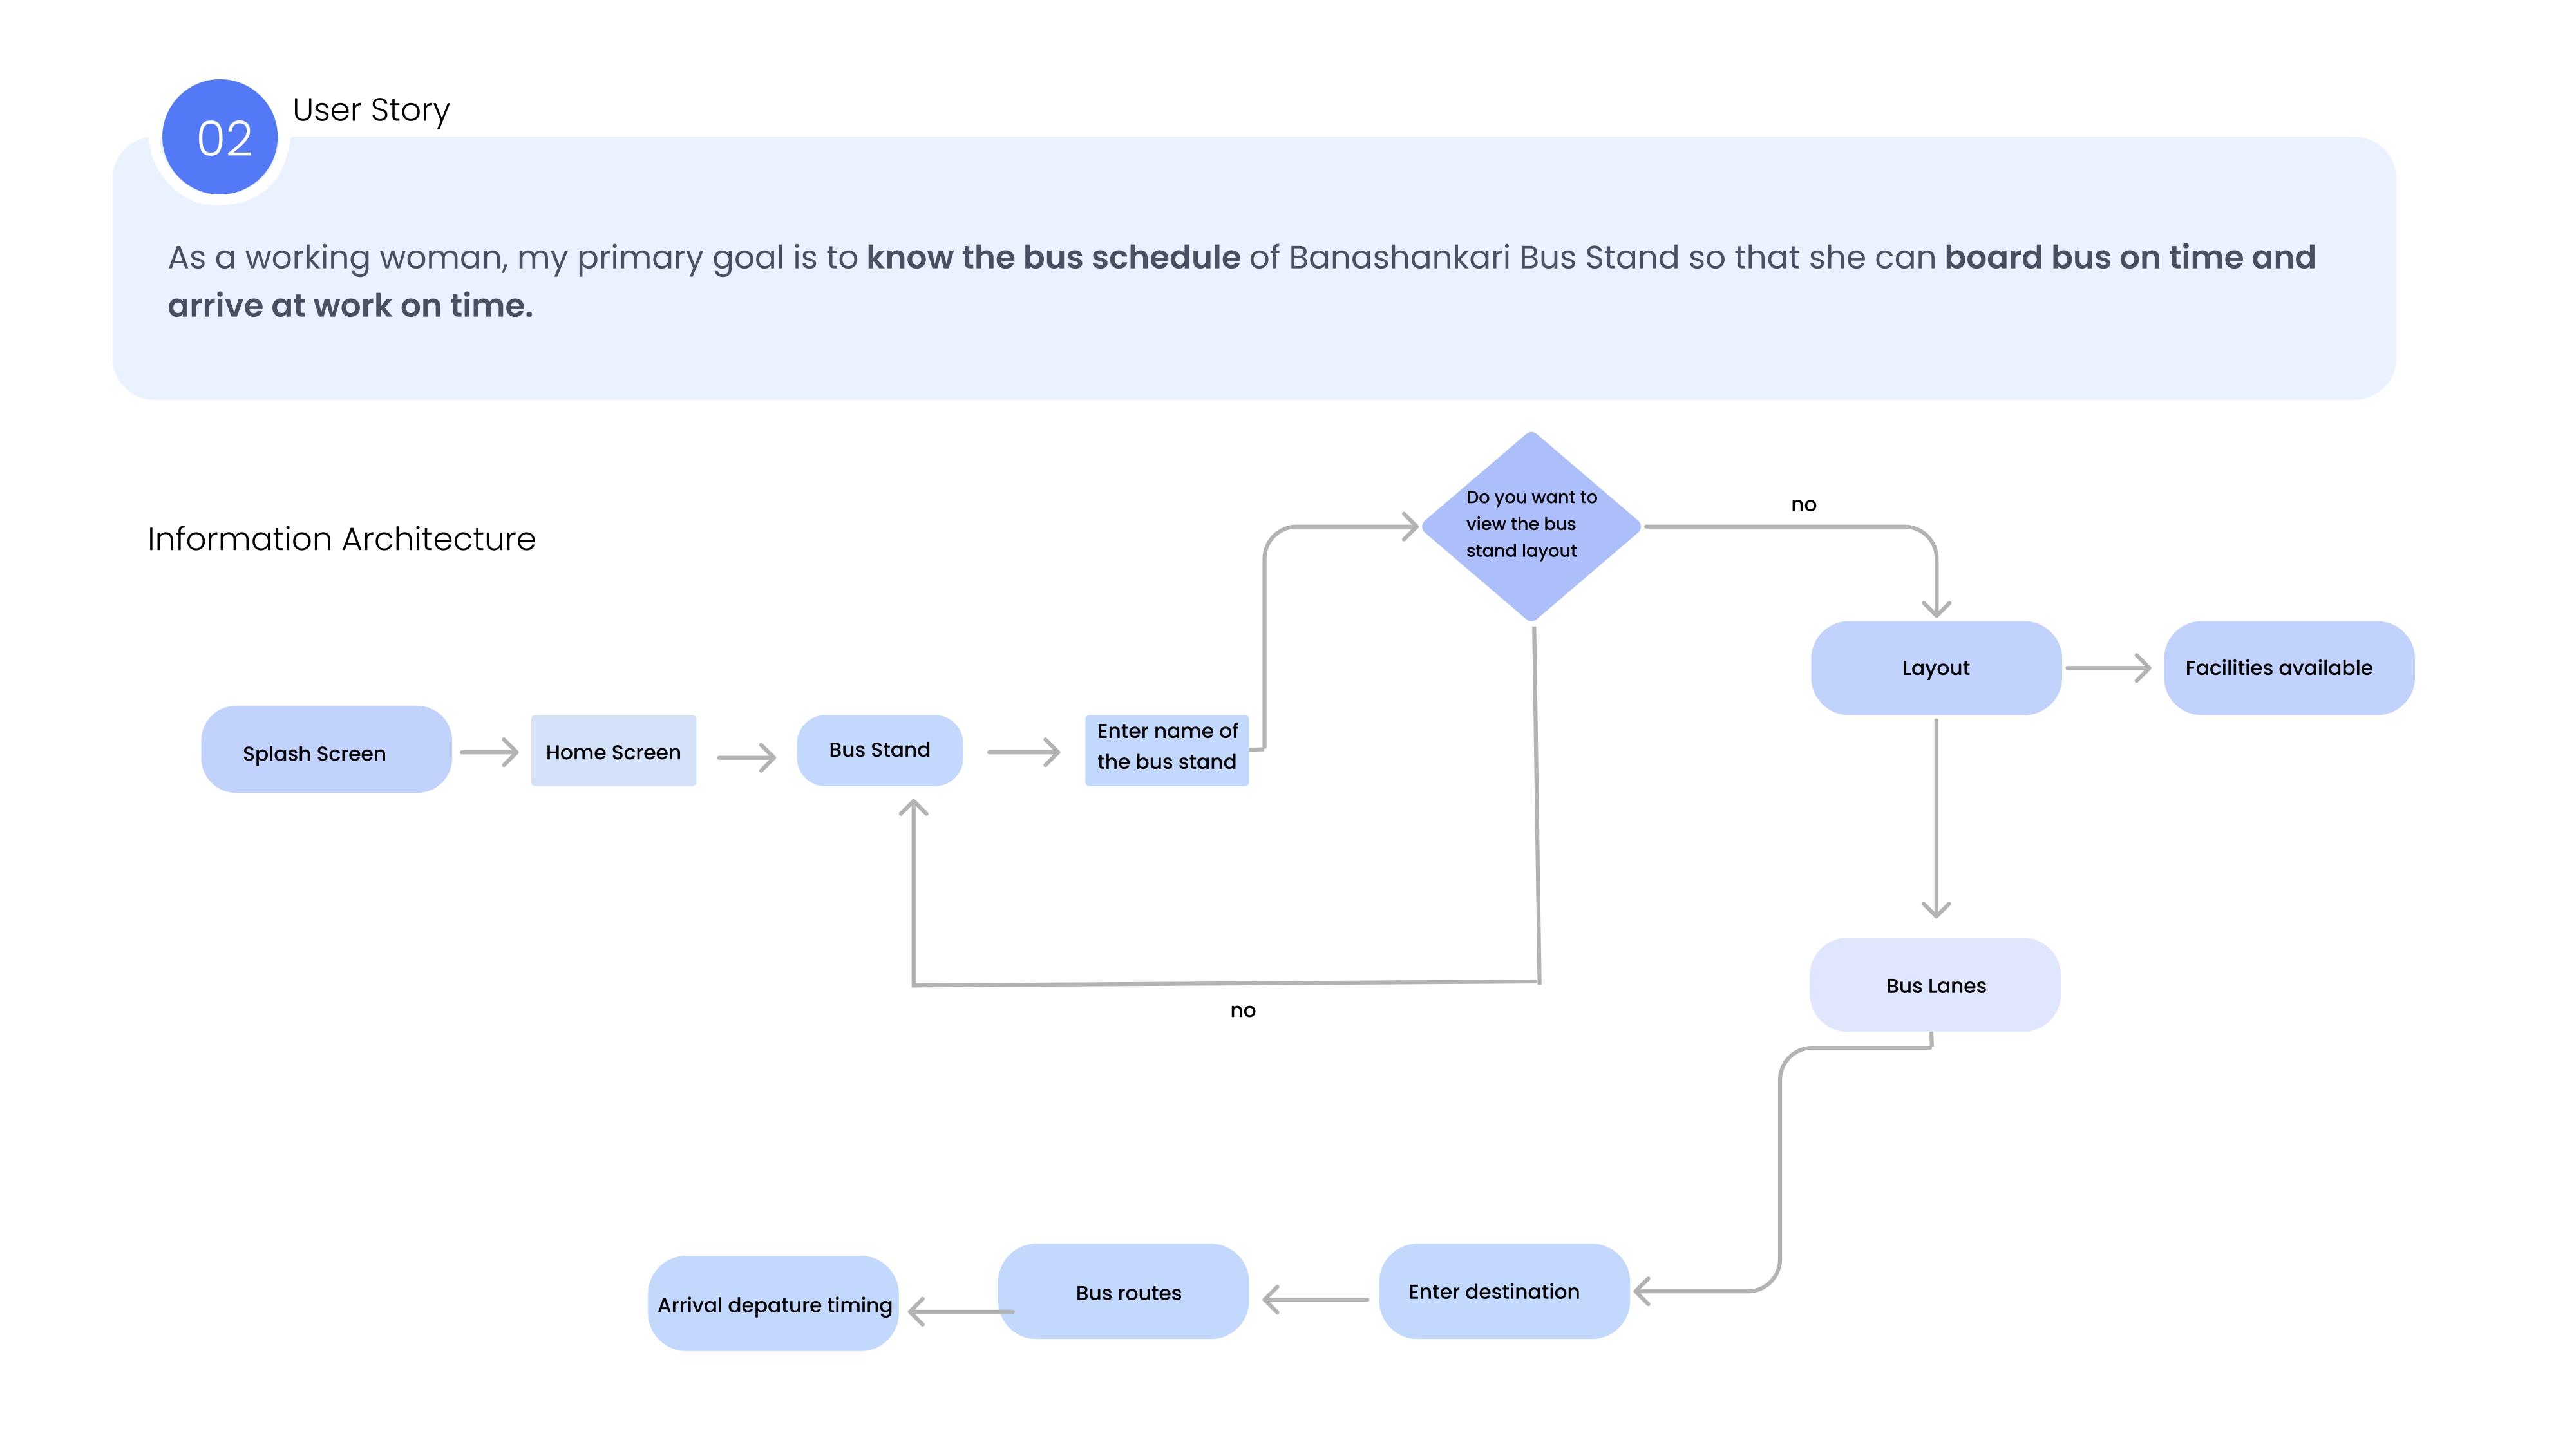 02
User Story
As a working woman, my primary goal is to know the bus schedule of Banashankari Bus Stand so that she can board bus on time and
arrive at work on time.
Information Architecture
Splash Screen
Home Screen
Bus Stand
Enter name of
the bus stand
Do you want to
view the bus
stand layout
no
Layout
Facilities available
no
Bus Lanes
Enter destination
Bus routes
Arrival depature timing